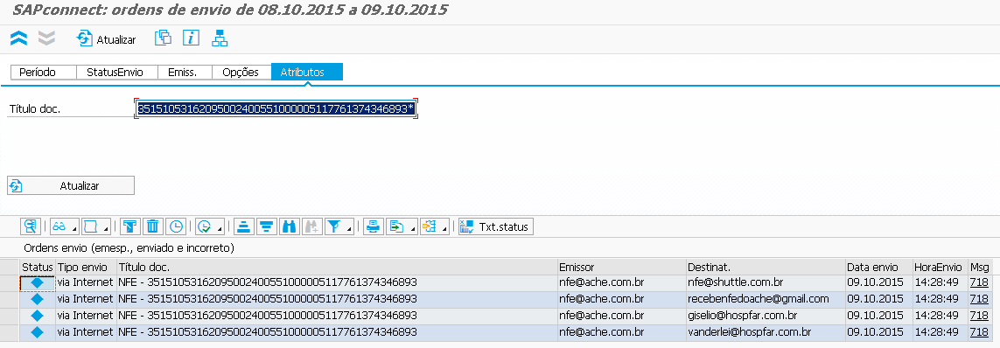 SAPconnect: ordens de envio de 08.10.2015 a 09.10.2015
Atualizar
Período StatusEnvio Emiss. Opções Atributos
Título doc. 35151053162095002400551000005117761374346893*
Atualizar
Txt.status
Ordens envio (emesp., enviado e incorreto)
Status Tipo envio Título doc. Emissor Destinat. Data envio HoraEnvio Msg
via Internet NFE - 35151053162095002400551000005117761374346893 nfe@ache.com.br nfe@shuttle.com.br 09.10.2015 14:28:49 718
via Internet NFE - 35151053162095002400551000005117761374346893 nfe@ache.com.br recebenfedoache@gmail.com 09.10.2015 14:28:49 718
via Internet NFE - 35151053162095002400551000005117761374346893 nfe@ache.com.br giselio@hospfar.com.br 09.10.2015 14:28:49 718
via Internet NFE - 35151053162095002400551000005117761374346893 nfe@ache.com.br vanderlei@hospfar.com.br 09.10.2015 14:28:49 718